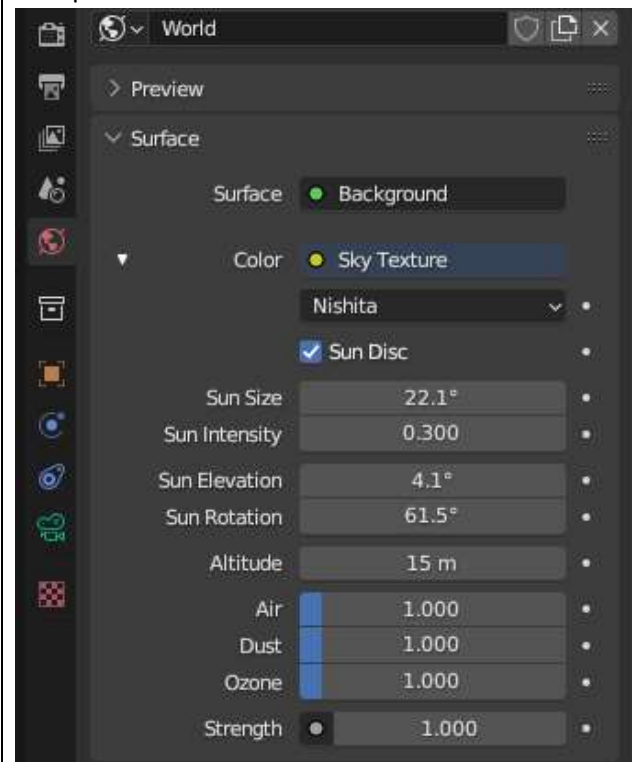 World
Preview
Surface
Surface Background
Color Sky Texture
Nishita
Sun Disc
Sun Size 22.1°
Sun Intensity 0.300
Sun Elevation 4.1°
Sun Rotation 61.5°
Altitude 15 m
Air 1.000
Dust 1.000
Ozone 1.000
Strength 1.000